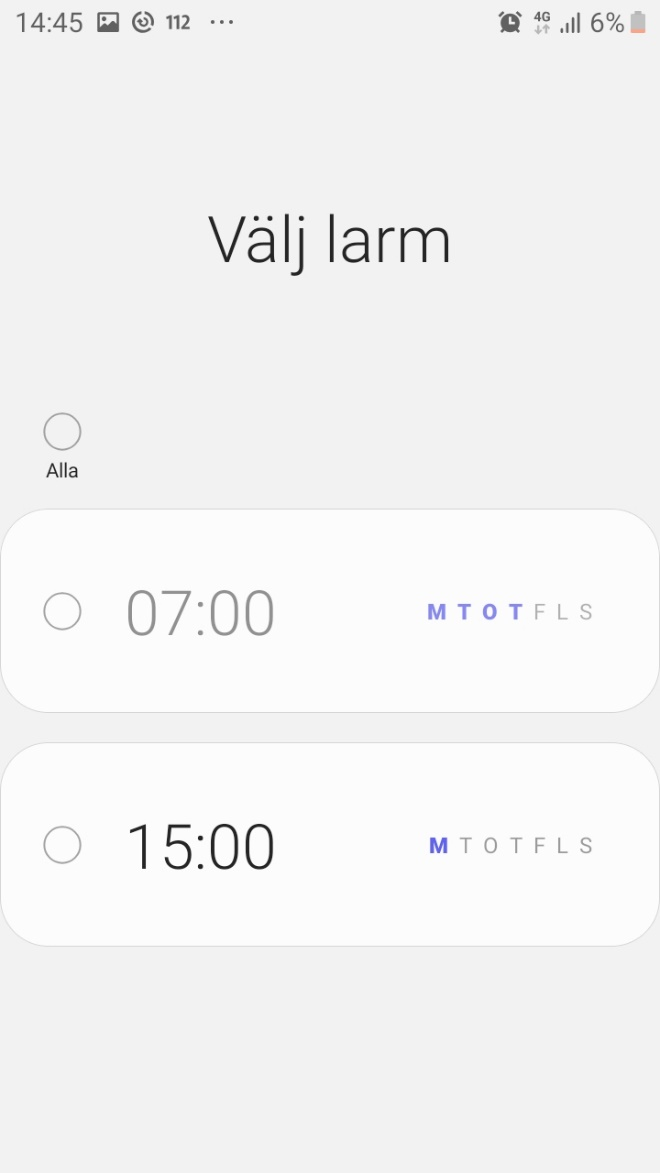 14:45 112 ... 4G 6%
Välj larm
Alla
07:00 M T O T F L S
15:00 M T O T F L S